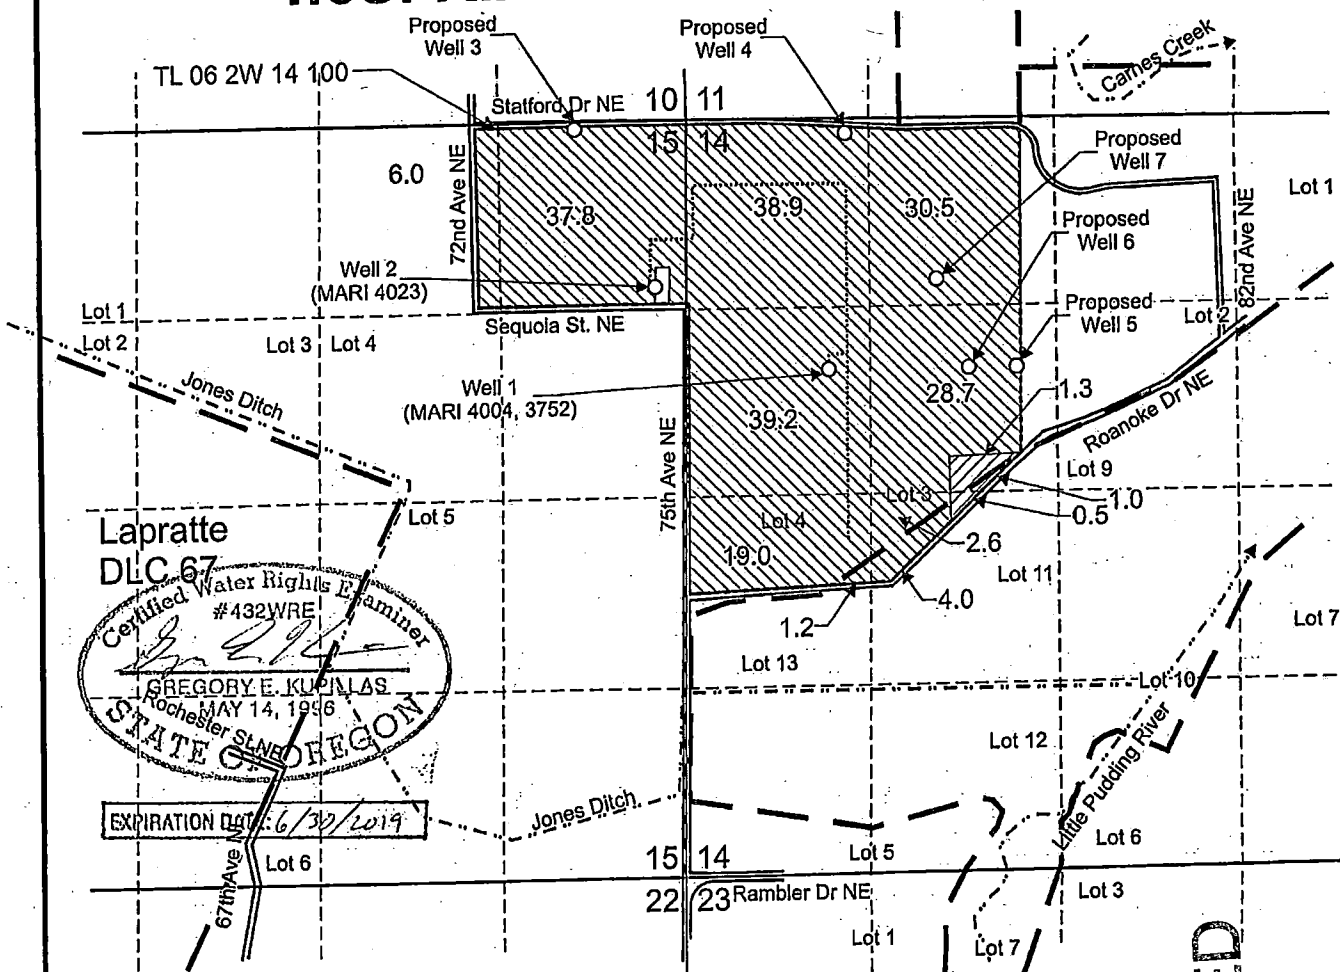 Proposed
Well 3
Proposed
Well 4
Carnes Creek
TL 06 2W 14 100
Statford Dr NE
10 11
15 14
Proposed
Well 7
6.0
72nd Ave NE
37.8
38.9
30.5
Lot 1
Proposed
Well 6
82nd Ave NE
Well 2
(MARI 4023)
Lot 1
Sequoia St. NE
Proposed
Well 5
Lot 2
Lot 2
Lot 3
Lot 4
Jones Ditch
Well 1
(MARI 4004, 3752)
28.7
1.3
39.2
Roanoke Dr NE
75th Ave NE
Lot 9
Lot 3
1.0
0.5
Lot 5
Lot 4
Lapratte
DLC 67
2.6
19.0
Lot 11
4.0
1.2
Lot 7
Certified Water Rights Examiner
#432WRE
GREGORY E. KUPILLAS
MAY 14, 1996
STATE OF OREGON
Rochester St. NE
Lot 13
Lot 10
Lot 12
Little Pudding River
EXPIRATION DATE: 6/30/2019
Jones Ditch
67th Ave NE
Lot 6
15 14
22 23
Rambler Dr NE
Lot 5
Lot 6
Lot 3
Lot 1
Lot 7